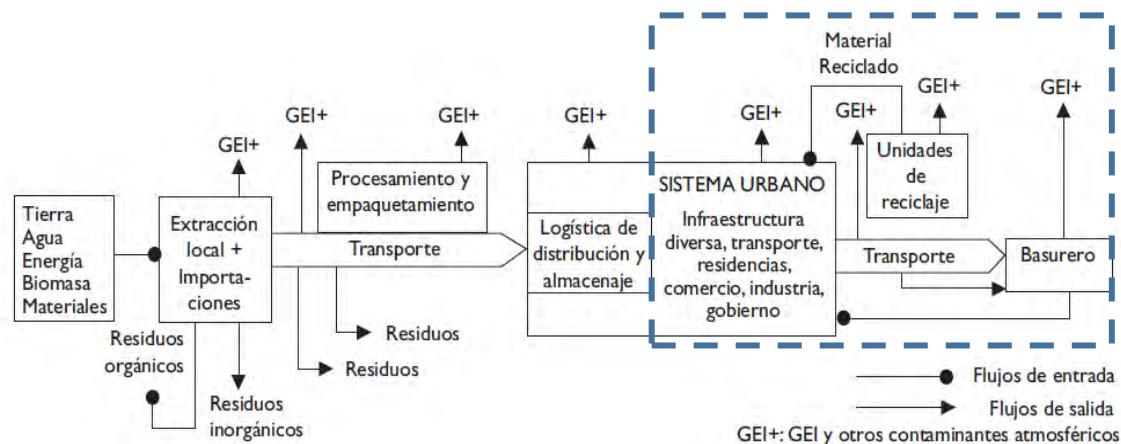 Material
Reciclado
GEI+
GEI+
GEI+
GEI+
GEI+
GEI+
GEI+
GEI+
Tierra
Agua
Energía
Biomasa
Materiales
Extracción
local +
Importa-
ciones
Procesamiento y
empaquetamiento
Transporte
Logística de
distribución y
almacenaje
SISTEMA URBANO
Infraestructura
diversa, transporte,
residencias,
comercio, industria,
gobierno
Unidades
de
reciclaje
Transporte
Basurero
Residuos
orgánicos
Residuos
inorgánicos
Residuos
Residuos
Flujos de entrada
Flujos de salida
GEI+: GEI y otros contaminantes atmosféricos